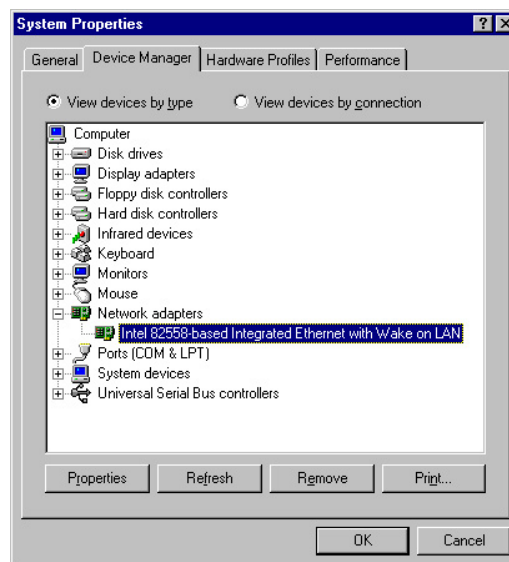 System Properties
General Device Manager Hardware Profiles Performance
View devices by type View devices by connection
Computer
Disk drives
Display adapters
Floppy disk controllers
Hard disk controllers
Infrared devices
Keyboard
Monitors
Mouse
Network adapters
Intel 82558-based Integrated Ethernet with Wake on LAN
Ports (COM & LPT)
System devices
Universal Serial Bus controllers
Properties Refresh Remove Print...
OK Cancel